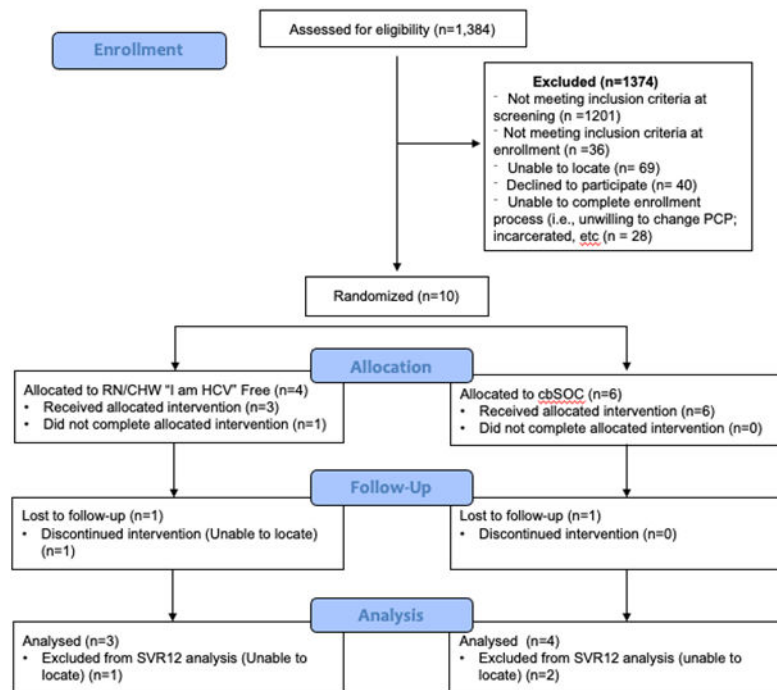 Assessed for eligibility (n=1,384)
Enrollment
Excluded (n=1374)
- Not meeting inclusion criteria at
screening (n =1201)
- Not meeting inclusion criteria at
enrollment (n =36)
- Unable to locate (n= 69)
- Declined to participate (n= 40)
- Unable to complete enrollment
process (i.e., unwilling to change PCP;
incarcerated, etc (n = 28)
Randomized (n=10)
Allocation
Allocated to RN/CHW "I am HCV" Free (n=4)
• Received allocated intervention (n=3)
• Did not complete allocated intervention (n=1)
Allocated to cbSOC (n=6)
• Received allocated intervention (n=6)
• Did not complete allocated intervention (n=0)
Follow-Up
Lost to follow-up (n=1)
• Discontinued intervention (Unable to locate)
(n=1)
Lost to follow-up (n=1)
• Discontinued intervention (n=0)
Analysis
Analysed (n=3)
• Excluded from SVR12 analysis (Unable to
locate) (n=1)
Analysed (n=4)
• Excluded from SVR12 analysis (unable to
locate) (n=2)